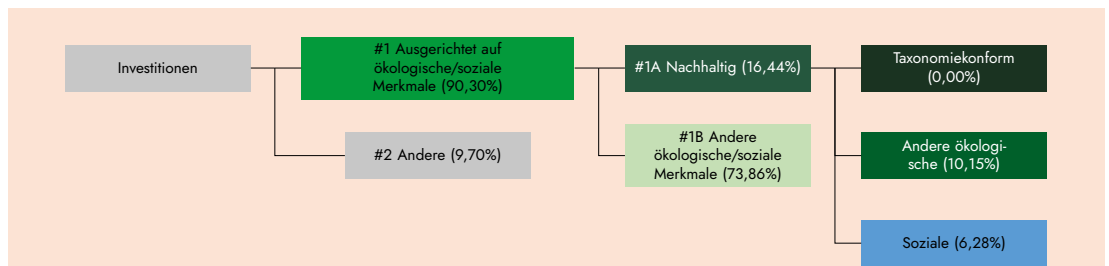 Investitionen
#1 Ausgerichtet auf
ökologische/soziale
Merkmale (90,30%)
#2 Andere (9,70%)
#1A Nachhaltig (16,44%)
#1B Andere
ökologische/soziale
Merkmale (73,86%)
Taxonomiekonform
(0,00%)
Andere ökologi-
sche (10,15%)
Soziale (6,28%)